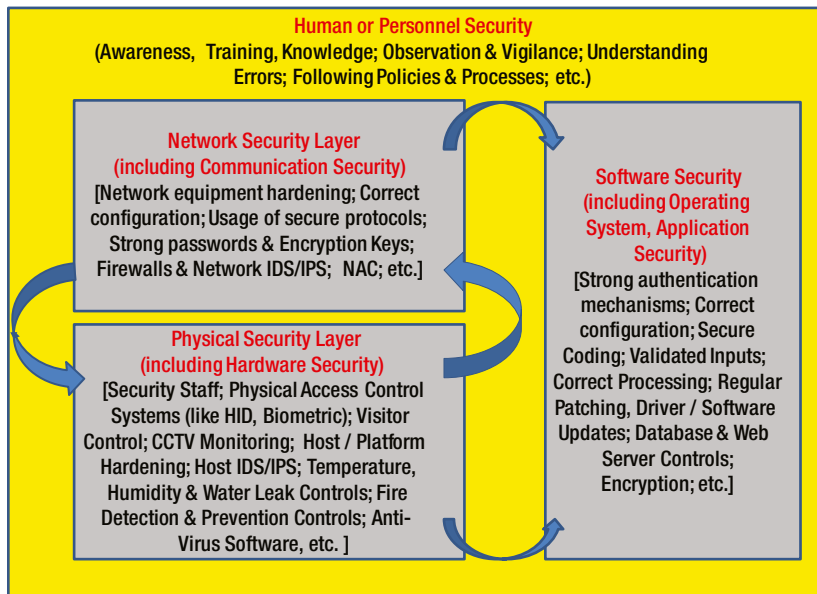 Human or Personnel Security
(Awareness, Training, Knowledge; Observation & Vigilance; Understanding
Errors; Following Policies & Processes; etc.)
Network Security Layer
(including Communication Security)
[Network equipment hardening; Correct
configuration; Usage of secure protocols;
Strong passwords & Encryption Keys;
Firewalls & Network IDS/IPS; NAC; etc.]
Physical Security Layer
(including Hardware Security)
[Security Staff; Physical Access Control
Systems (like HID, Biometric); Visitor
Control; CCTV Monitoring; Host / Platform
Hardening; Host IDS/IPS; Temperature,
Humidity & Water Leak Controls; Fire
Detection & Prevention Controls; Anti-
Virus Software, etc. ]
Software Security
(including Operating
System, Application
Security)
[Strong authentication
mechanisms; Correct
configuration; Secure
Coding; Validated Inputs;
Correct Processing; Regular
Patching, Driver / Software
Updates; Database & Web
Server Controls;
Encryption; etc.]